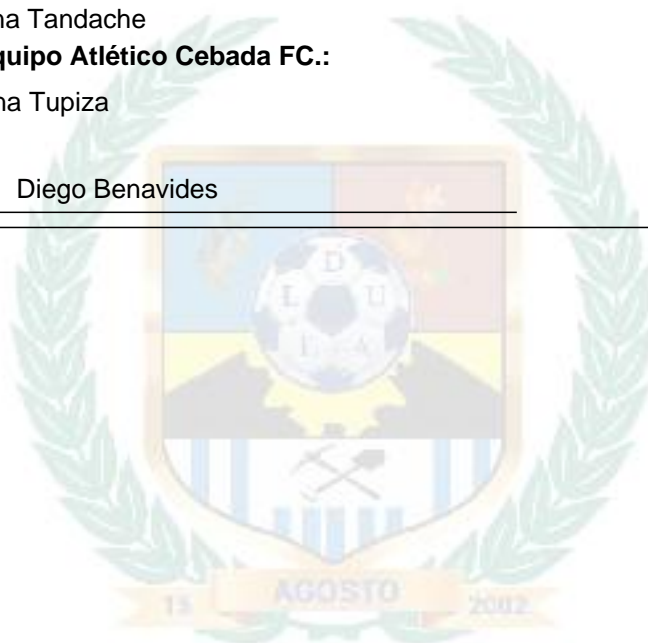 na Tandache
quipo Atlético Cebada FC.:
na Tupiza
Diego Benavides
D
L U
L A
15 AGOSTO 2002